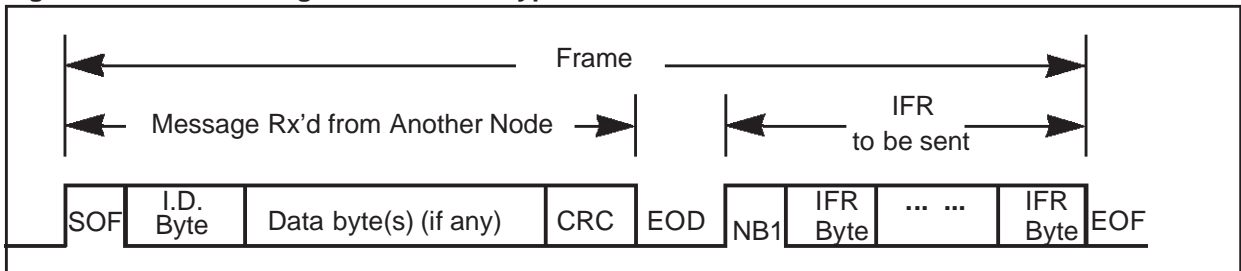 Frame
Message Rx'd from Another Node
IFR
to be sent
SOF
I.D.
Byte
Data byte(s) (if any)
CRC
EOD
NB1
IFR
Byte
... ...
IFR
Byte
EOF